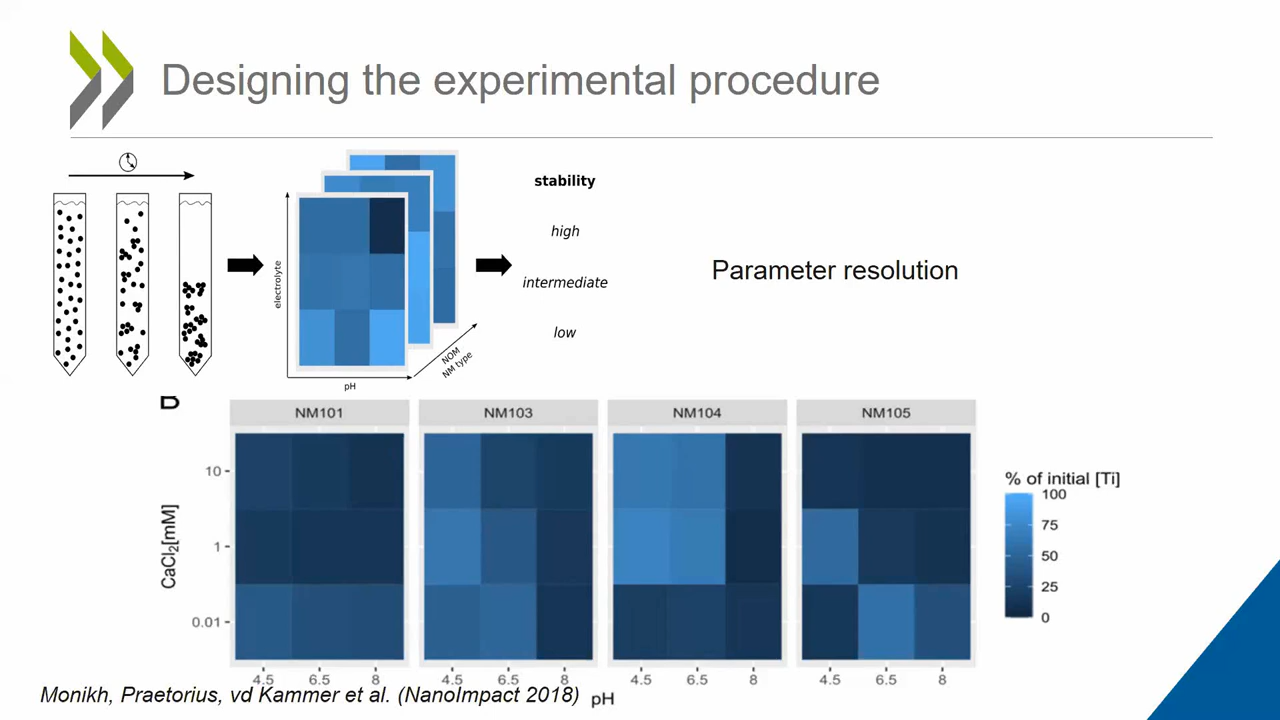 Designing the experimental procedure
stability
high
intermediate
low
electrolyte
pH
NOM
NM type
Parameter resolution
B
NM101 NM103 NM104 NM105
CaCl₂[mM]
10
1
0.01
4.5 6.5 8 4.5 6.5 8 4.5 6.5 8 4.5 6.5 8
pH
% of initial [Ti]
100
75
50
25
0
Monikh, Praetorius, vd Kammer et al. (NanoImpact 2018)